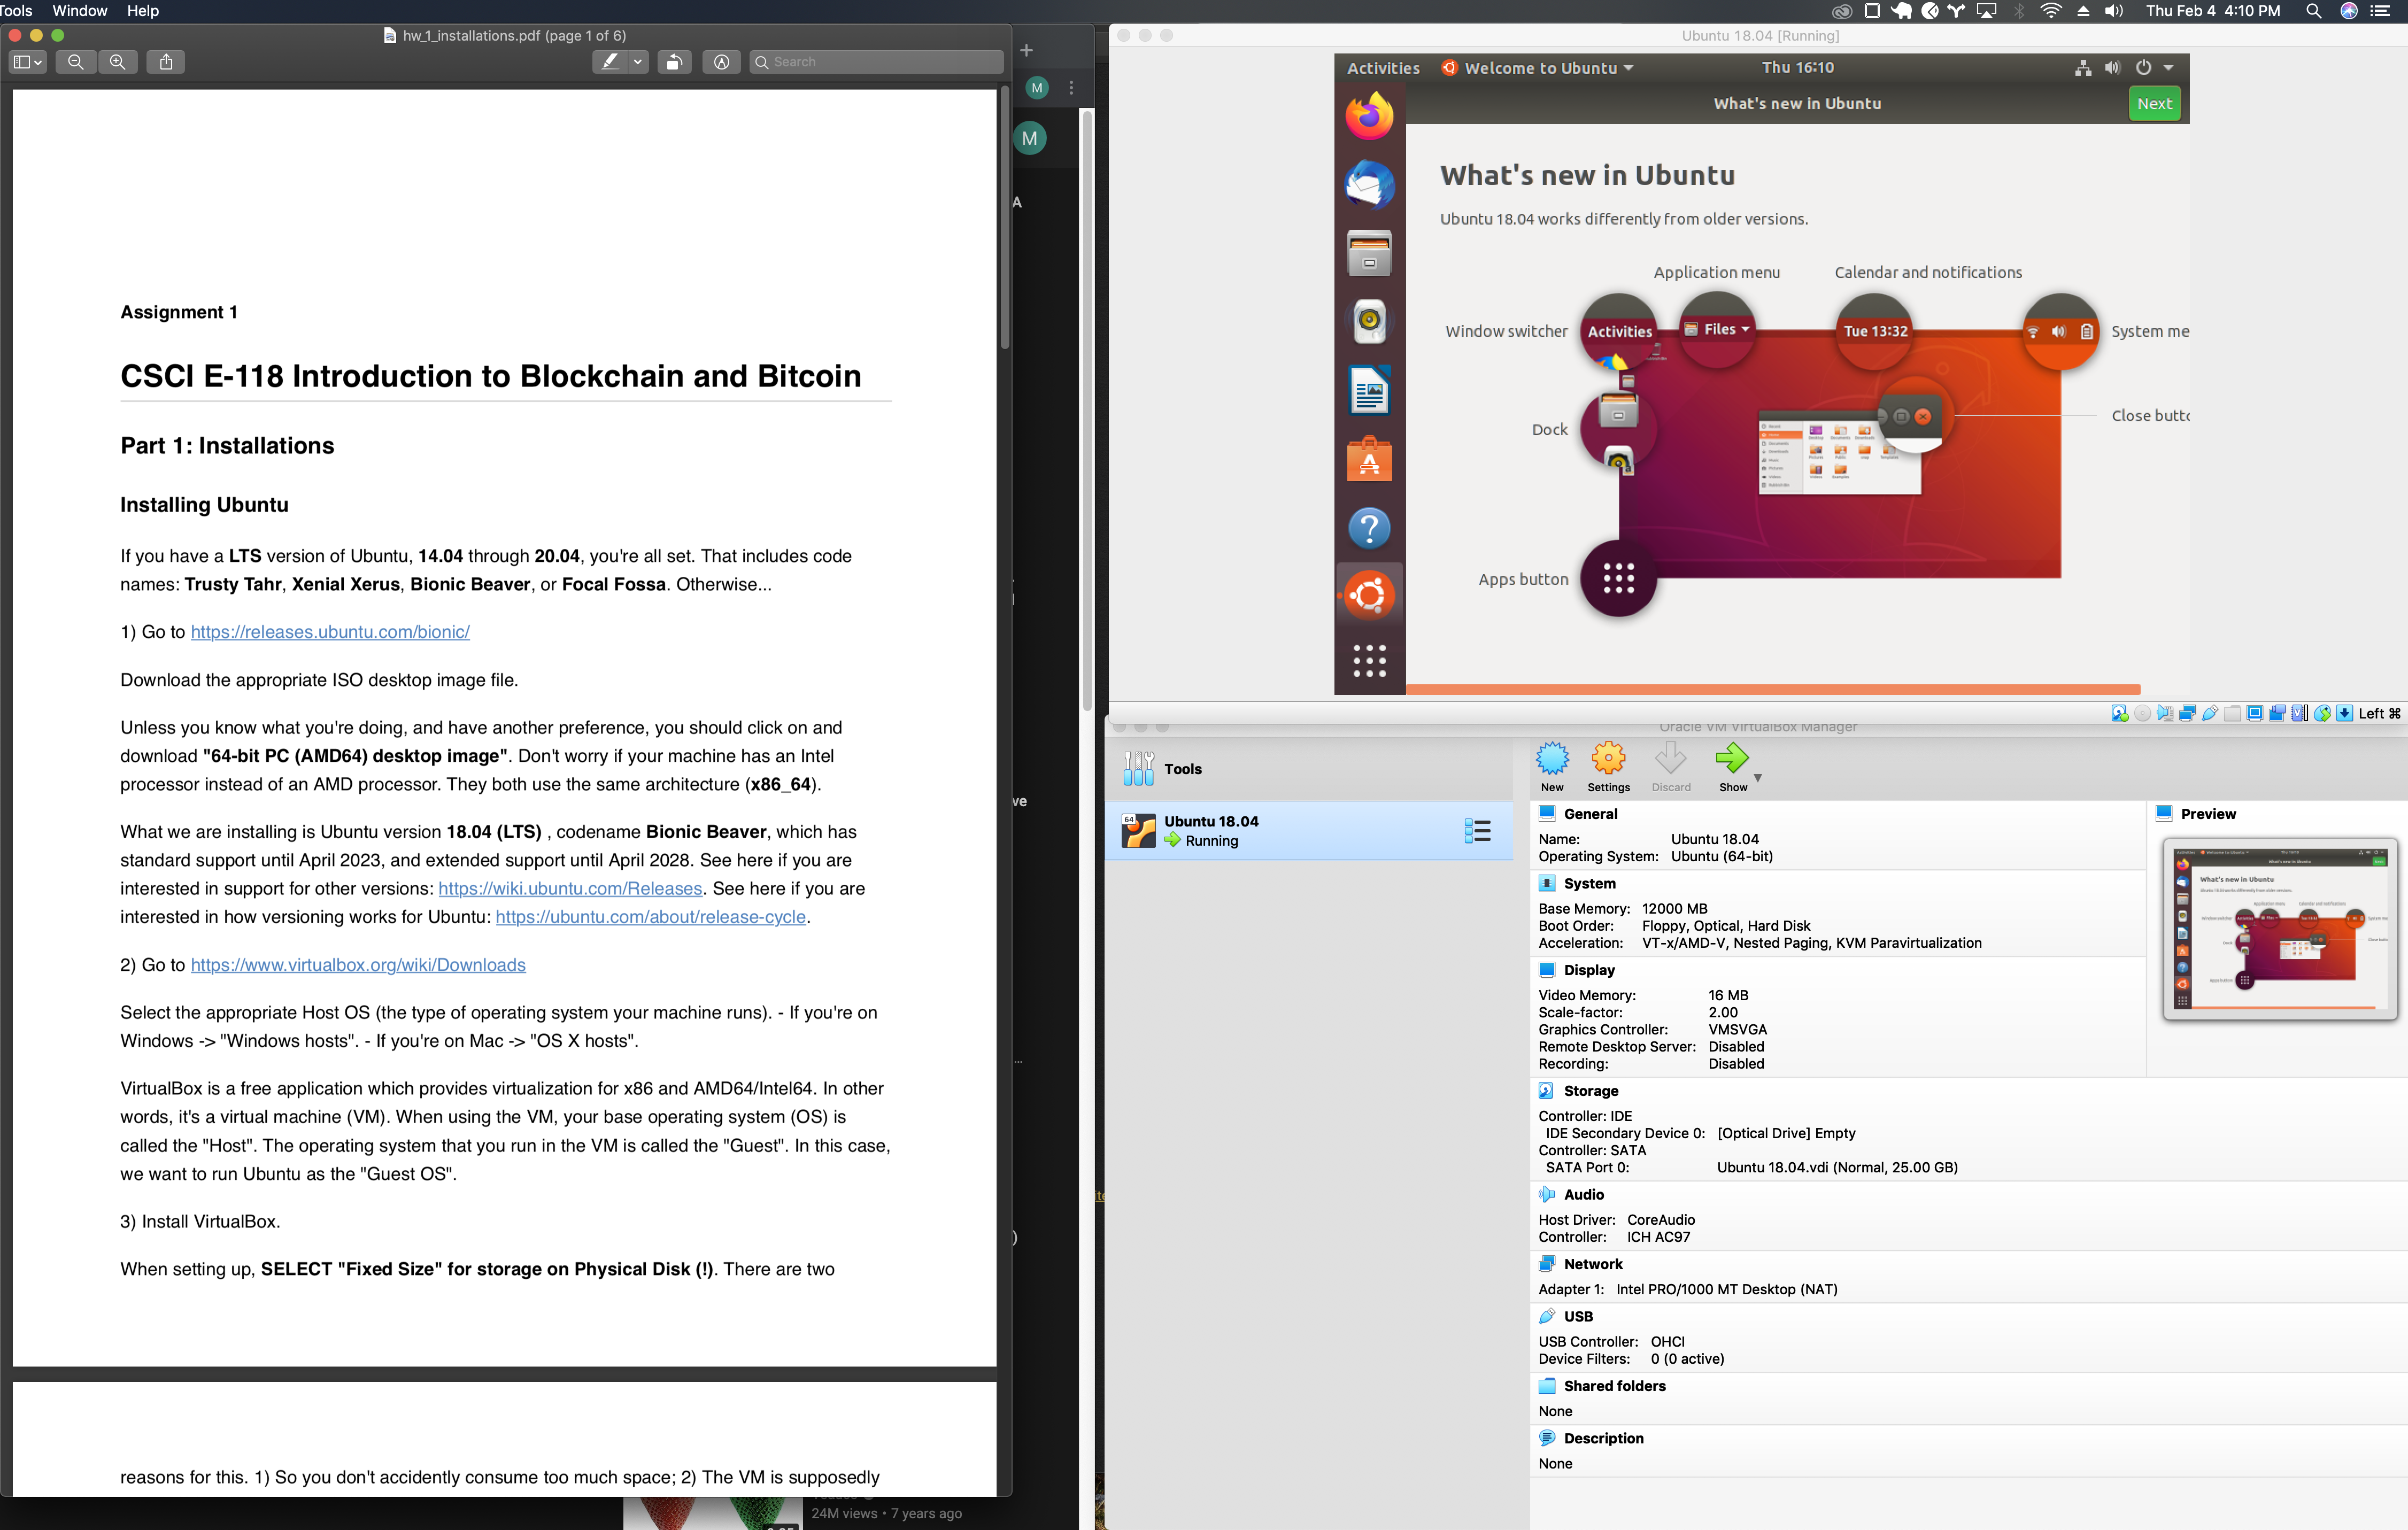 Tools Window Help
Thu Feb 4 4:10 PM
hw_1_installations.pdf (page 1 of 6)
Search
Assignment 1
CSCI E-118 Introduction to Blockchain and Bitcoin
Part 1: Installations
Installing Ubuntu
If you have a LTS version of Ubuntu, 14.04 through 20.04, you're all set. That includes code
names: Trusty Tahr, Xenial Xerus, Bionic Beaver, or Focal Fossa. Otherwise...
1) Go to https://releases.ubuntu.com/bionic/
Download the appropriate ISO desktop image file.
Unless you know what you're doing, and have another preference, you should click on and
download "64-bit PC (AMD64) desktop image". Don't worry if your machine has an Intel
processor instead of an AMD processor. They both use the same architecture (x86_64).
What we are installing is Ubuntu version 18.04 (LTS) , codename Bionic Beaver, which has
standard support until April 2023, and extended support until April 2028. See here if you are
interested in support for other versions: https://wiki.ubuntu.com/Releases. See here if you are
interested in how versioning works for Ubuntu: https://ubuntu.com/about/release-cycle.
2) Go to https://www.virtualbox.org/wiki/Downloads
Select the appropriate Host OS (the type of operating system your machine runs). - If you're on
Windows -> "Windows hosts". - If you're on Mac -> "OS X hosts".
VirtualBox is a free application which provides virtualization for x86 and AMD64/Intel64. In other
words, it's a virtual machine (VM). When using the VM, your base operating system (OS) is
called the "Host". The operating system that you run in the VM is called the "Guest". In this case,
we want to run Ubuntu as the "Guest OS".
3) Install VirtualBox.
When setting up, SELECT "Fixed Size" for storage on Physical Disk (!). There are two
reasons for this. 1) So you don't accidently consume too much space; 2) The VM is supposedly
M
M
A
ve
24M views • 7 years ago
Ubuntu 18.04 [Running]
Activities Welcome to Ubuntu Thu 16:10
What's new in Ubuntu Next
What's new in Ubuntu
Ubuntu 18.04 works differently from older versions.
Application menu Calendar and notifications
Window switcher Activities Files Tue 13:32 System me
Close butto
Dock
Apps button
Left ⌘
Oracle VM VirtualBox Manager
Tools
New Settings Discard Show
64 Ubuntu 18.04
Running
General
Name: Ubuntu 18.04
Operating System: Ubuntu (64-bit)
Preview
System
Base Memory: 12000 MB
Boot Order: Floppy, Optical, Hard Disk
Acceleration: VT-x/AMD-V, Nested Paging, KVM Paravirtualization
Display
Video Memory: 16 MB
Scale-factor: 2.00
Graphics Controller: VMSVGA
Remote Desktop Server: Disabled
Recording: Disabled
Storage
Controller: IDE
IDE Secondary Device 0: [Optical Drive] Empty
Controller: SATA
SATA Port 0: Ubuntu 18.04.vdi (Normal, 25.00 GB)
Audio
Host Driver: CoreAudio
Controller: ICH AC97
Network
Adapter 1: Intel PRO/1000 MT Desktop (NAT)
USB
USB Controller: OHCI
Device Filters: 0 (0 active)
Shared folders
None
Description
None